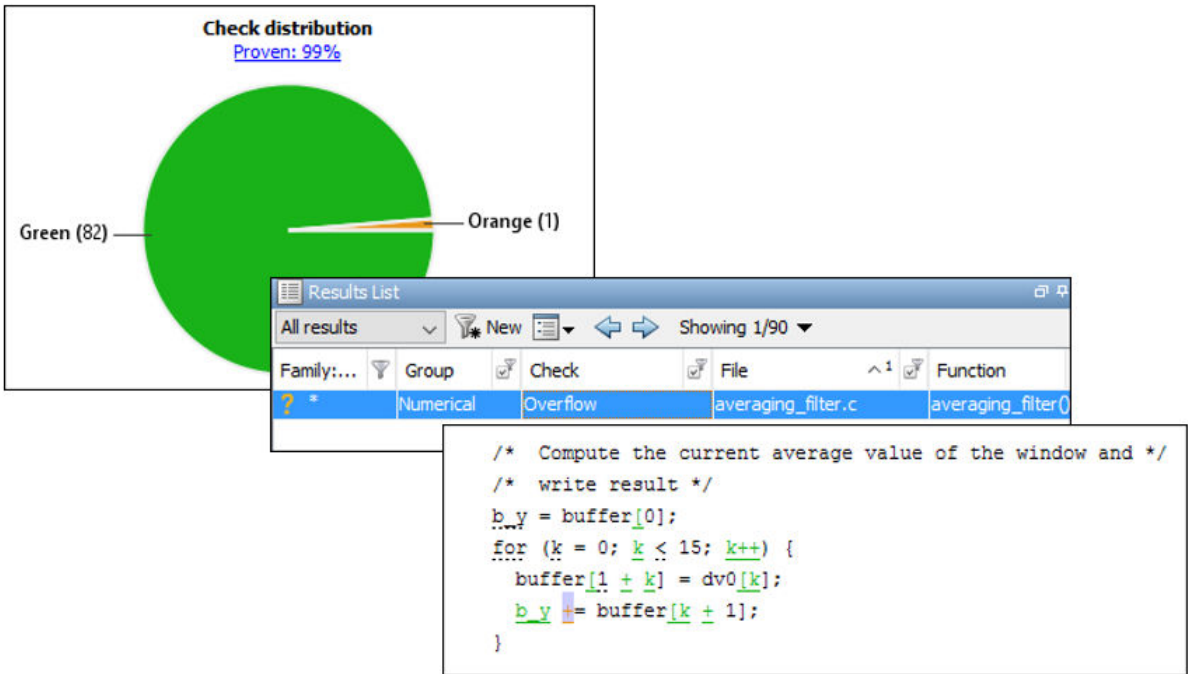 Check distribution
Proven: 99%
Green (82)
Orange (1)
Results List
All results New Showing 1/90
Family:... Group Check File 1 Function
? * Numerical Overflow averaging_filter.c averaging_filter()
/* Compute the current average value of the window and */
/* write result */
b_y = buffer[0];
for (k = 0; k < 15; k++) {
buffer[1 + k] = dv0[k];
b_y += buffer[k + 1];
}